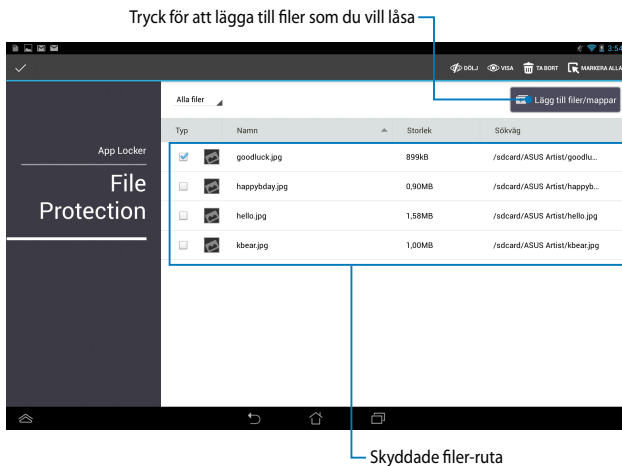 Tryck för att lägga till filer som du vill låsa
3:54
DÖLJ VISA TA BORT MARKERA ALLA
Alla filer
Lägg till filer/mappar
Typ Namn Storlek Sökväg
App Locker
File
Protection
goodluck.jpg 899kB /sdcard/ASUS Artist/goodlu...
happybday.jpg 0,90MB /sdcard/ASUS Artist/happyb...
hello.jpg 1,58MB /sdcard/ASUS Artist/hello.jpg
kbear.jpg 1,00MB /sdcard/ASUS Artist/kbear.jpg
Skyddade filer-ruta